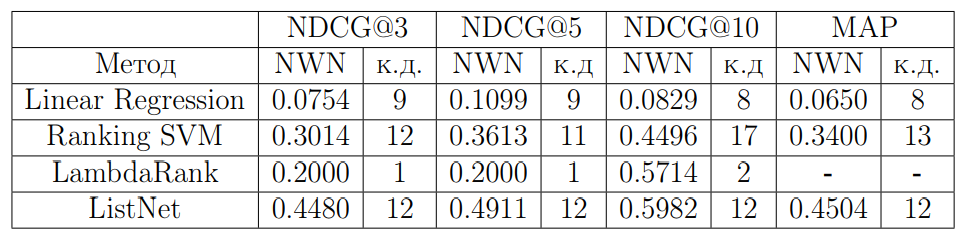 NDCG@3 NDCG@5 NDCG@10 MAP
Метод NWN к.д. NWN к.д NWN к.д NWN к.д.
Linear Regression 0.0754 9 0.1099 9 0.0829 8 0.0650 8
Ranking SVM 0.3014 12 0.3613 11 0.4496 17 0.3400 13
LambdaRank 0.2000 1 0.2000 1 0.5714 2 - -
ListNet 0.4480 12 0.4911 12 0.5982 12 0.4504 12